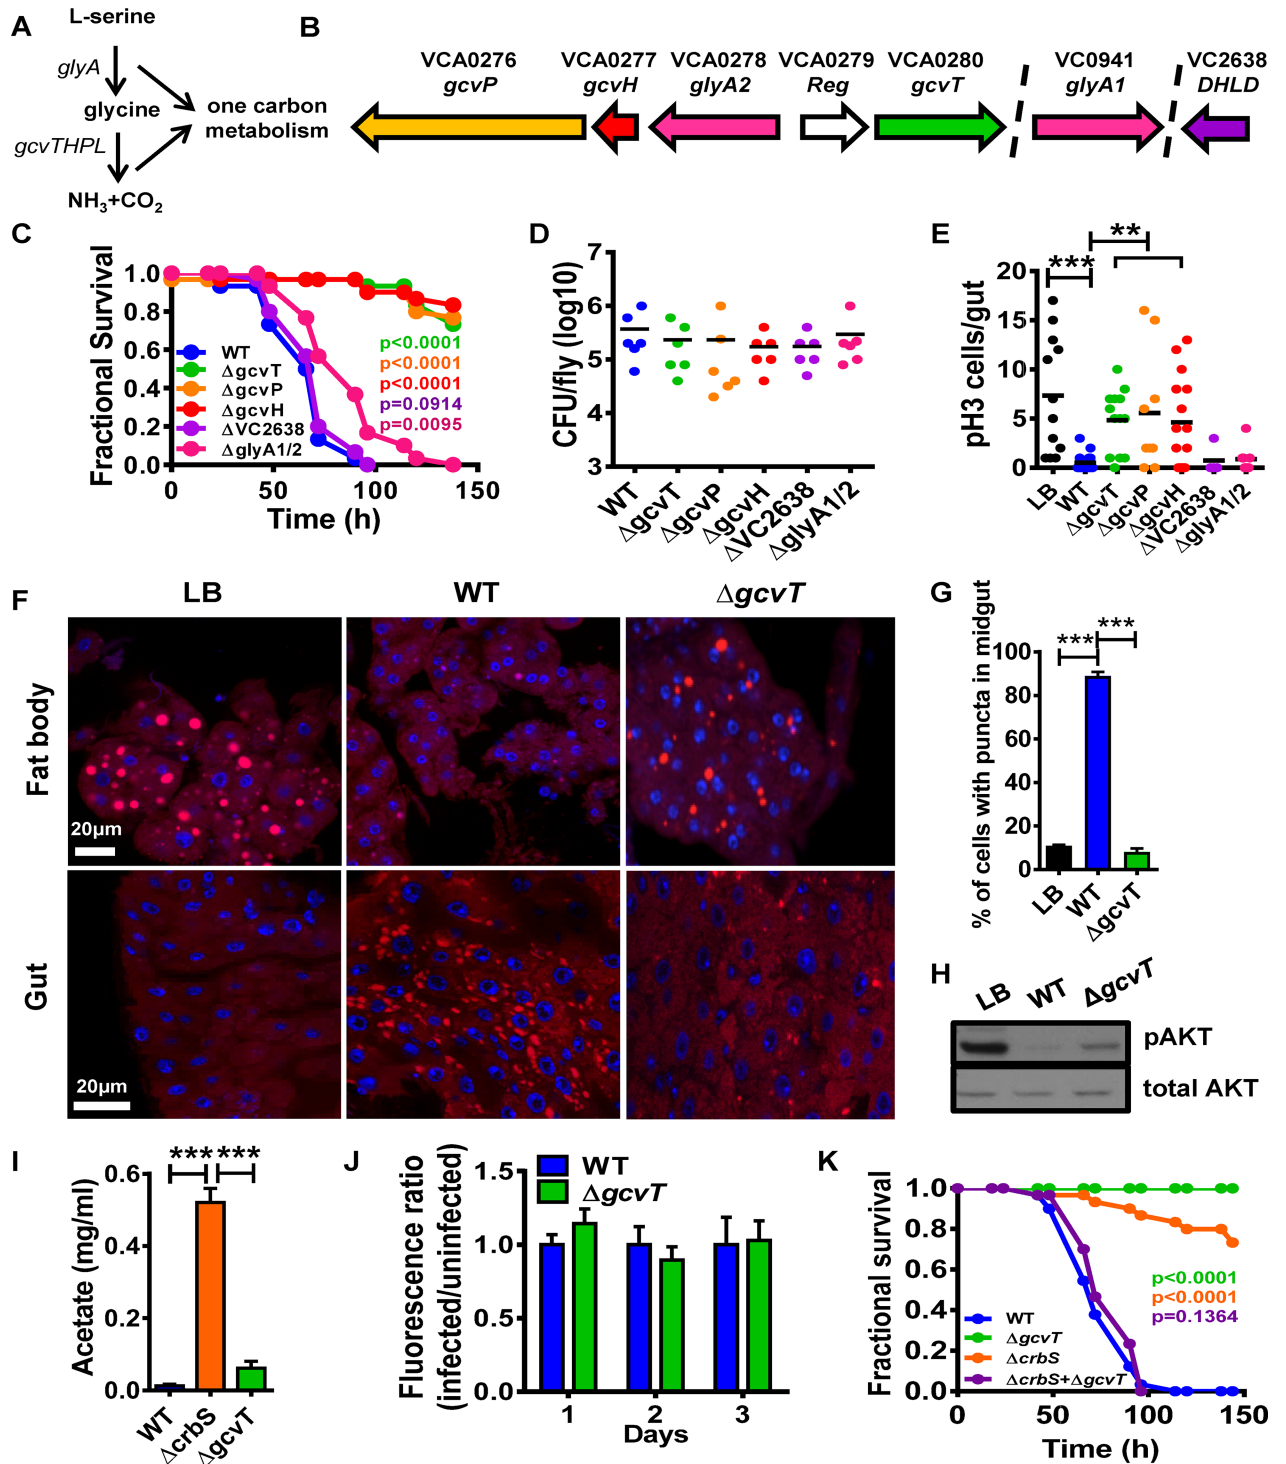 A
L-serine
glyA
glycine
one carbon
metabolism
gcvTHPL
NH3+CO2
B
VCA0276
gcvP
VCA0277
gcvH
VCA0278
glyA2
VCA0279
Reg
VCA0280
gcvT
VC0941
glyA1
VC2638
DHLD
C
Fractional Survival
1.0
0.8
0.6
0.4
0.2
0.0
WT
ΔgcvT
ΔgcvP
ΔgcvH
ΔVC2638
ΔglyA1/2
p<0.0001
p<0.0001
p<0.0001
p=0.0914
p=0.0095
0
50
100
150
Time (h)
D
CFU/fly (log10)
7
6
5
4
3
WT
ΔgcvT
ΔgcvP
ΔgcvH
ΔVC2638
ΔglyA1/2
E
pH3 cells/gut
20
15
10
5
0
***
**
LB
WT
ΔgcvT
ΔgcvP
ΔgcvH
ΔVC2638
ΔglyA1/2
F
LB
WT
ΔgcvT
Fat body
20µm
Gut
20µm
G
% of cells with puncta in midgut
100
80
60
40
20
0
***
***
LB
WT
ΔgcvT
H
LB
WT
ΔgcvT
pAKT
total AKT
I
Acetate (mg/ml)
0.6
0.4
0.2
0.0
***
***
WT
ΔcrbS
ΔgcvT
J
Fluorescence ratio
(infected/uninfected)
1.5
1.0
0.5
0.0
WT
ΔgcvT
1
2
3
Days
K
Fractional survival
1.0
0.8
0.6
0.4
0.2
0.0
p<0.0001
p<0.0001
p=0.1364
WT
ΔgcvT
ΔcrbS
ΔcrbS+ΔgcvT
0
50
100
150
Time (h)